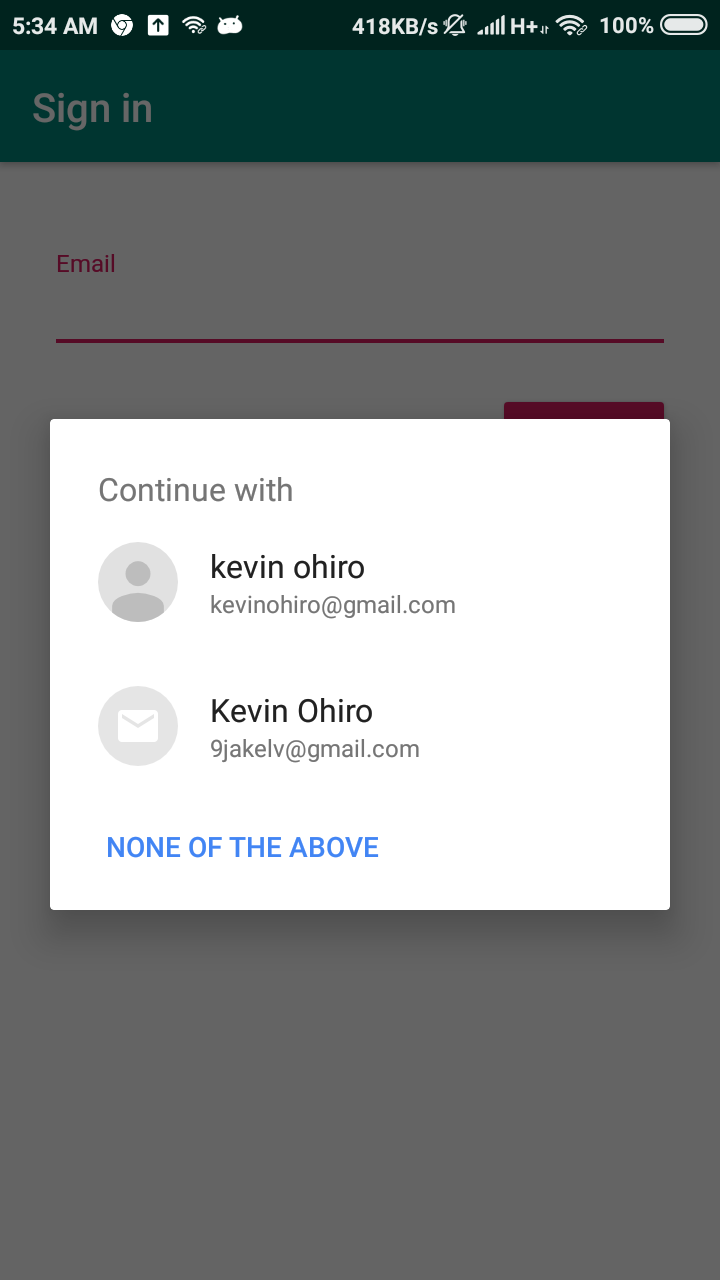 5:34 AM 418KB/s H+ 100%
Sign in
Email
Continue with
kevin ohiro
kevinohiro@gmail.com
Kevin Ohiro
9jakelv@gmail.com
NONE OF THE ABOVE